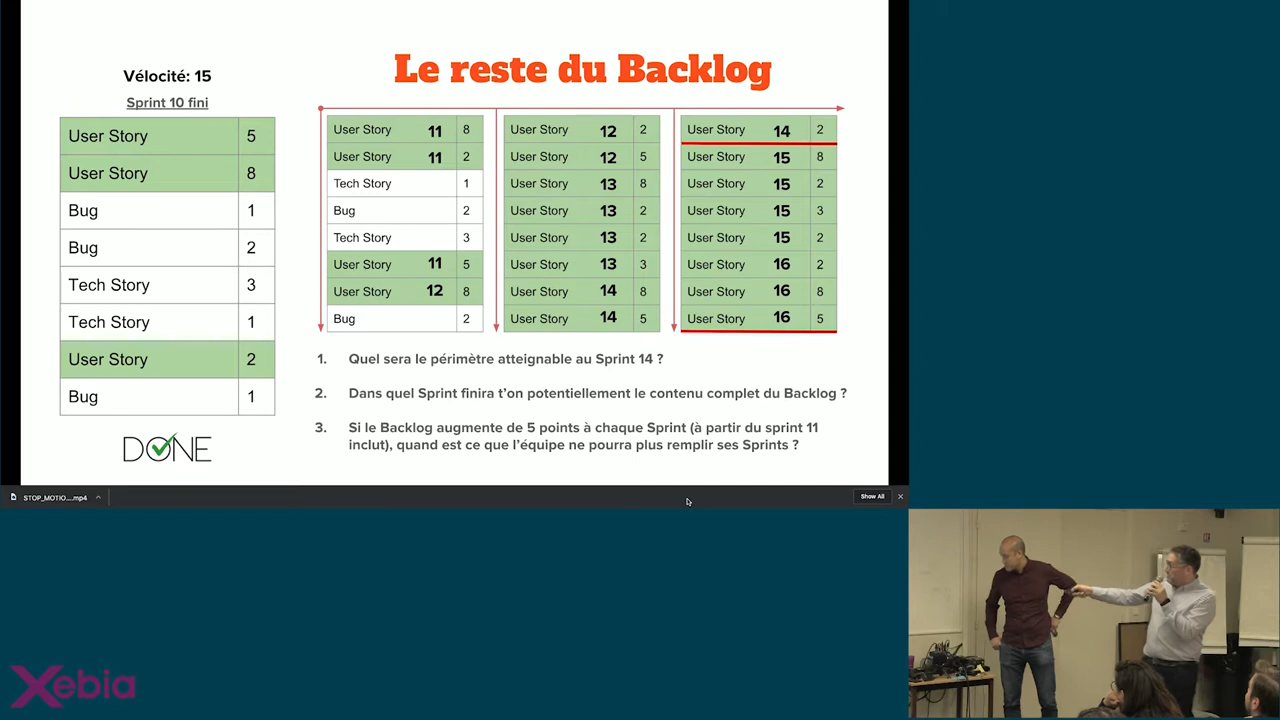 Vélocité: 15
Sprint 10 fini
User Story 5
User Story 8
Bug 1
Bug 2
Tech Story 3
Tech Story 1
User Story 2
Bug 1
DONE
Le reste du Backlog
User Story 11 8
User Story 11 2
Tech Story 1
Bug 2
Tech Story 3
User Story 11 5
User Story 12 8
Bug 2
User Story 12 2
User Story 12 5
User Story 13 8
User Story 13 2
User Story 13 2
User Story 13 3
User Story 14 8
User Story 14 5
User Story 14 2
User Story 15 8
User Story 15 2
User Story 15 3
User Story 15 2
User Story 16 2
User Story 16 8
User Story 16 5
1. Quel sera le périmètre atteignable au Sprint 14 ?
2. Dans quel Sprint finira t'on potentiellement le contenu complet du Backlog ?
3. Si le Backlog augmente de 5 points à chaque Sprint (à partir du sprint 11
inclut), quand est ce que l'équipe ne pourra plus remplir ses Sprints ?
STOP_MOTIO....mp4
Show All
Xebia